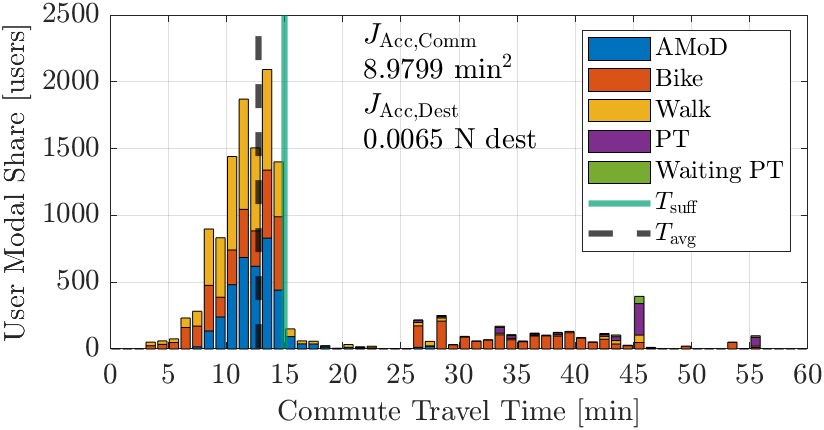 2500
2000
1500
1000
500
0
User Modal Share [users]
J_Acc,Comm
8.9799 min²
J_Acc,Dest
0.0065 N dest
AMoD
Bike
Walk
PT
Waiting PT
T_suff
T_avg
0 5 10 15 20 25 30 35 40 45 50 55 60
Commute Travel Time [min]